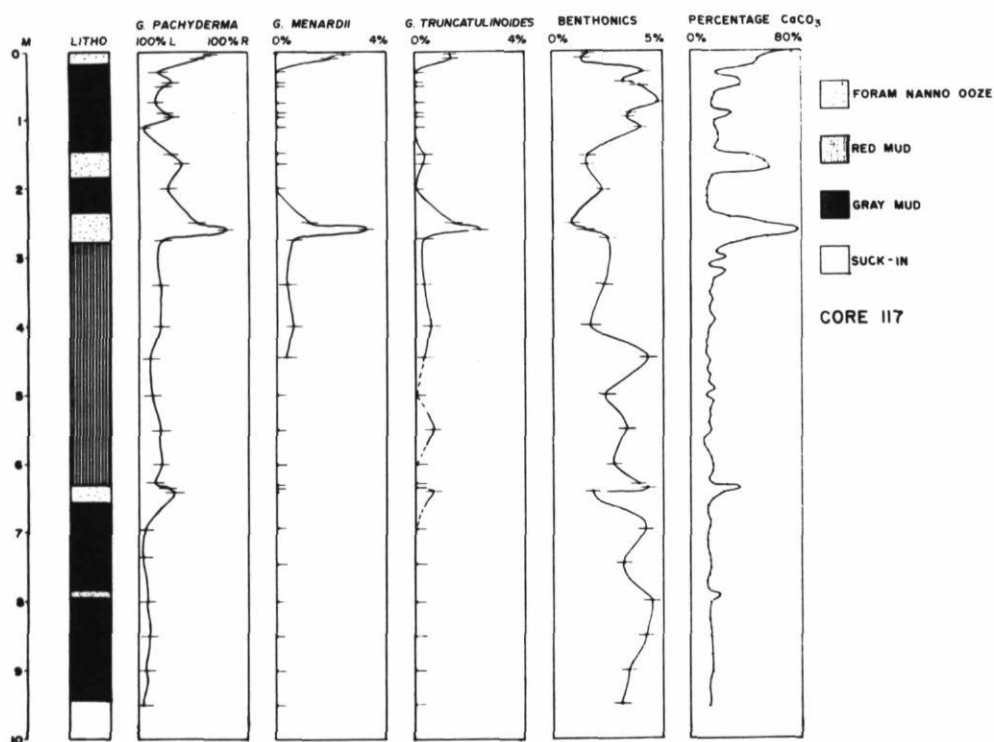 G. PACHYDERMA G. MENARDII G. TRUNCATULINOIDES BENTHONICS PERCENTAGE CaCO3
M LITHO 100% L 100% R 0% 4% 0% 4% 0% 5% 0% 80%
0
1
2
3
4
5
6
7
8
9
10
FORAM NANNO OOZE
RED MUD
GRAY MUD
SUCK-IN
CORE 117